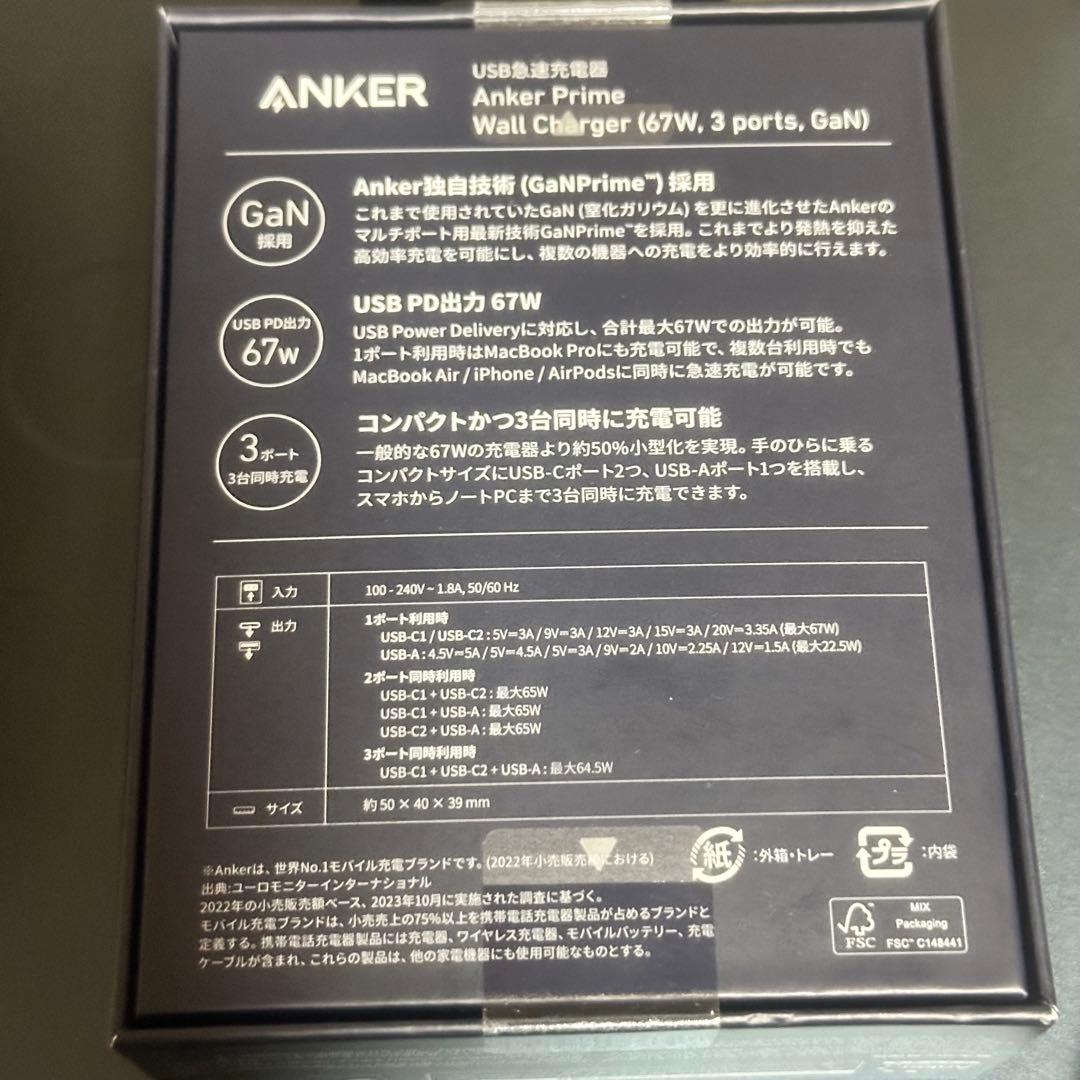 ANKER
USB急速充電器
Anker Prime
Wall Charger (67W, 3 ports, GaN)
GaN
採用
Anker独自技術 (GaNPrime™) 採用
これまで使用されていたGaN (窒化ガリウム) を更に進化させたAnkerの
マルチポート用最新技術GaNPrime™を採用。これまでより発熱を抑えた
高効率充電を可能にし、複数の機器への充電をより効率的に行えます。
USB PD出力
67W
USB PD出力 67W
USB Power Deliveryに対応し、合計最大67Wでの出力が可能。
1ポート利用時はMacBook Proにも充電可能で、複数台利用時でも
MacBook Air / iPhone / AirPodsに同時に急速充電が可能です。
3ポート
3台同時充電
コンパクトかつ3台同時に充電可能
一般的な67Wの充電器より約50%小型化を実現。手のひらに乗る
コンパクトサイズにUSB-Cポート2つ、USB-Aポート1つを搭載し、
スマホからノートPCまで3台同時に充電できます。
入力
100 - 240V ~ 1.8A, 50/60 Hz
出力
1ポート利用時
USB-C1 / USB-C2 : 5V⎓3A / 9V⎓3A / 12V⎓3A / 15V⎓3A / 20V⎓3.35A (最大67W)
USB-A : 4.5V⎓5A / 5V⎓4.5A / 5V⎓3A / 9V⎓2A / 10V⎓2.25A / 12V⎓1.5A (最大22.5W)
2ポート同時利用時
USB-C1 + USB-C2 : 最大65W
USB-C1 + USB-A : 最大65W
USB-C2 + USB-A : 最大65W
3ポート同時利用時
USB-C1 + USB-C2 + USB-A : 最大64.5W
サイズ
約 50 × 40 × 39 mm
※Ankerは、世界No.1モバイル充電ブランドです。(2022年小売販売額における)
出典:ユーロモニターインターナショナル
2022年の小売販売額ベース、2023年10月に実施された調査に基づく。
モバイル充電ブランドは、小売売上の75%以上を携帯電話充電器製品が占めるブランドと
定義する。携帯電話充電器製品には充電器、ワイヤレス充電器、モバイルバッテリー、充電
ケーブルが含まれ、これらの製品は、他の家電機器にも使用可能なものとする。
紙
:外箱・トレー
プラ
:内袋
FSC
MIX
Packaging
FSC™ C148441